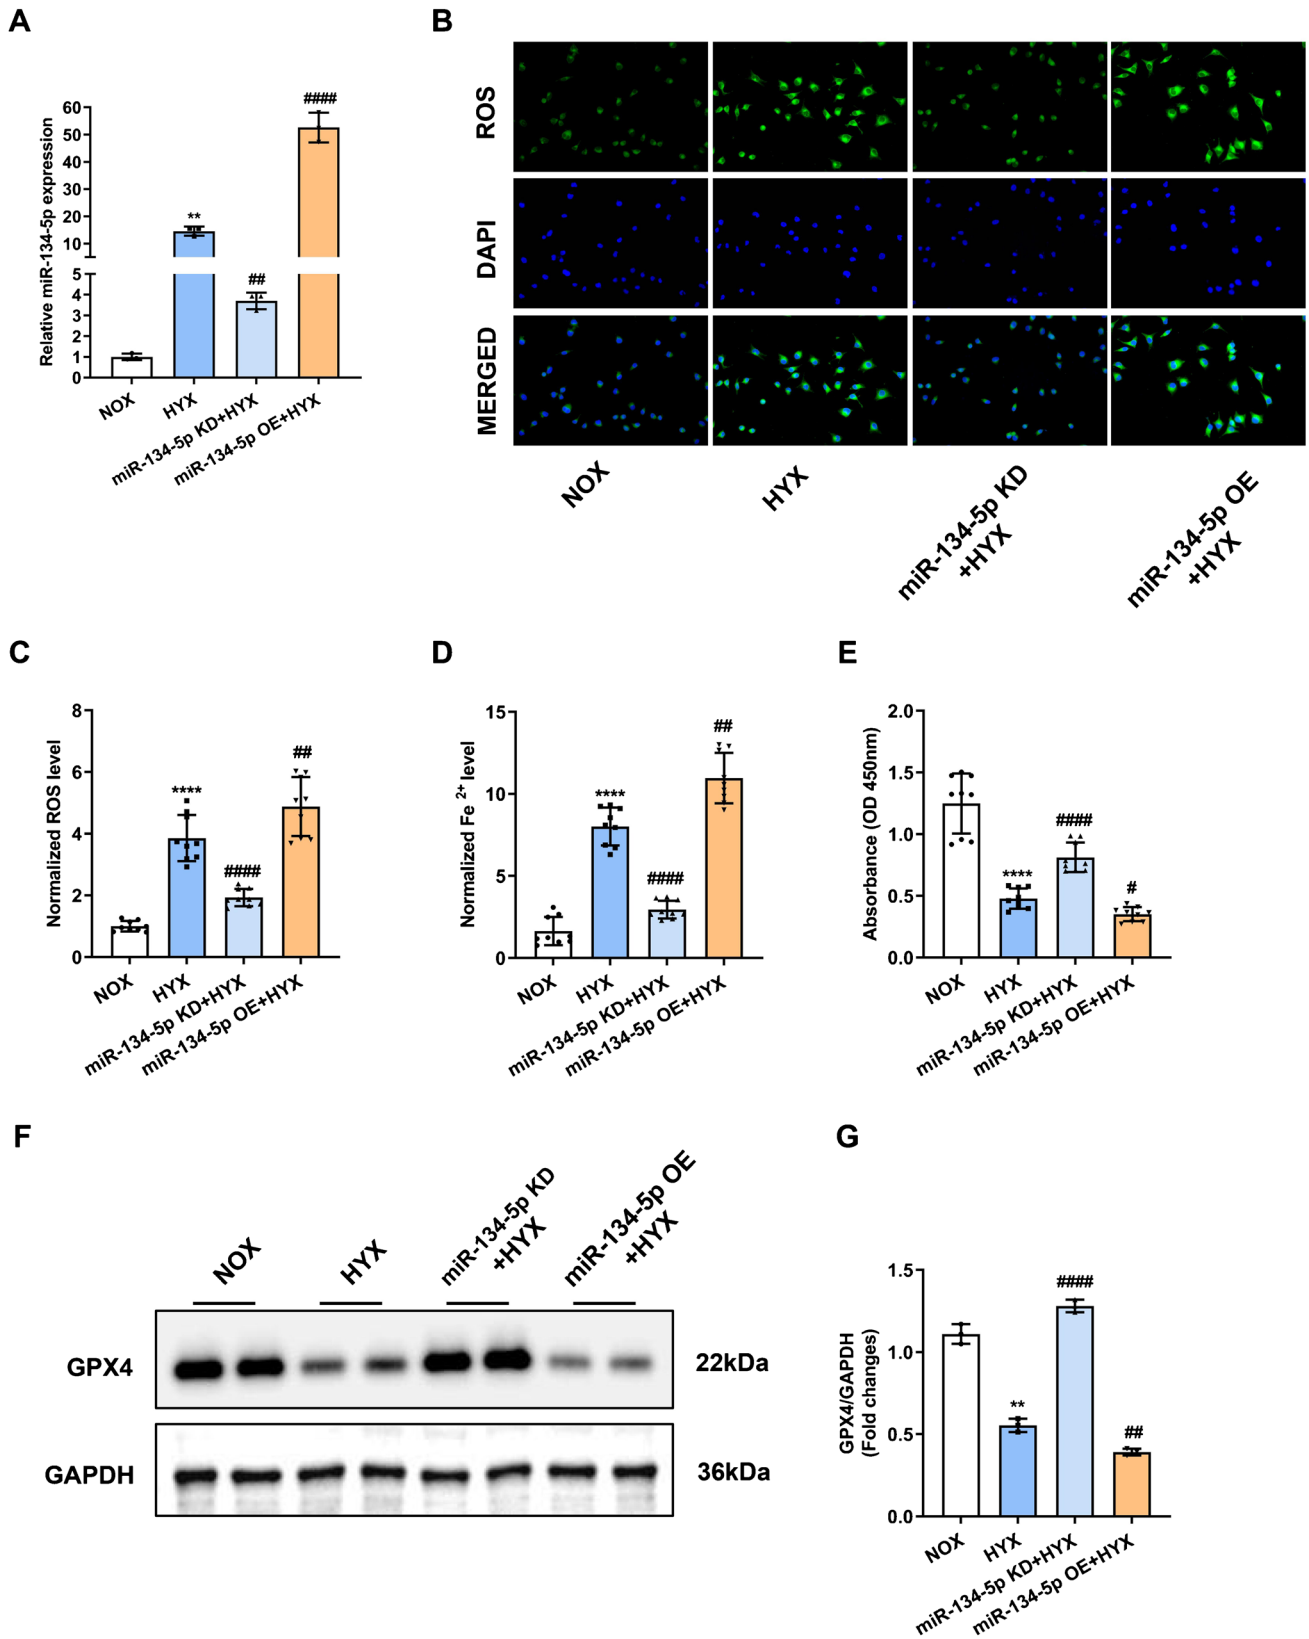 A
Relative miR-134-5p expression
60
50
40
30
20
10
5
4
3
2
1
0
**
##
####
NOX
HYX
miR-134-5p KD+HYX
miR-134-5p OE+HYX
B
ROS
DAPI
MERGED
NOX
HYX
miR-134-5p KD
+HYX
miR-134-5p OE
+HYX
C
Normalized ROS level
8
6
4
2
0
****
####
##
NOX
HYX
miR-134-5p KD+HYX
miR-134-5p OE+HYX
D
Normalized Fe 2+ level
15
10
5
0
****
####
##
NOX
HYX
miR-134-5p KD+HYX
miR-134-5p OE+HYX
E
Absorbance (OD 450nm)
2.0
1.5
1.0
0.5
0.0
****
####
#
NOX
HYX
miR-134-5p KD+HYX
miR-134-5p OE+HYX
F
NOX
HYX
miR-134-5p KD
+HYX
miR-134-5p OE
+HYX
GPX4
22kDa
GAPDH
36kDa
G
GPX4/GAPDH
(Fold changes)
1.5
1.0
0.5
0.0
**
####
##
NOX
HYX
miR-134-5p KD+HYX
miR-134-5p OE+HYX